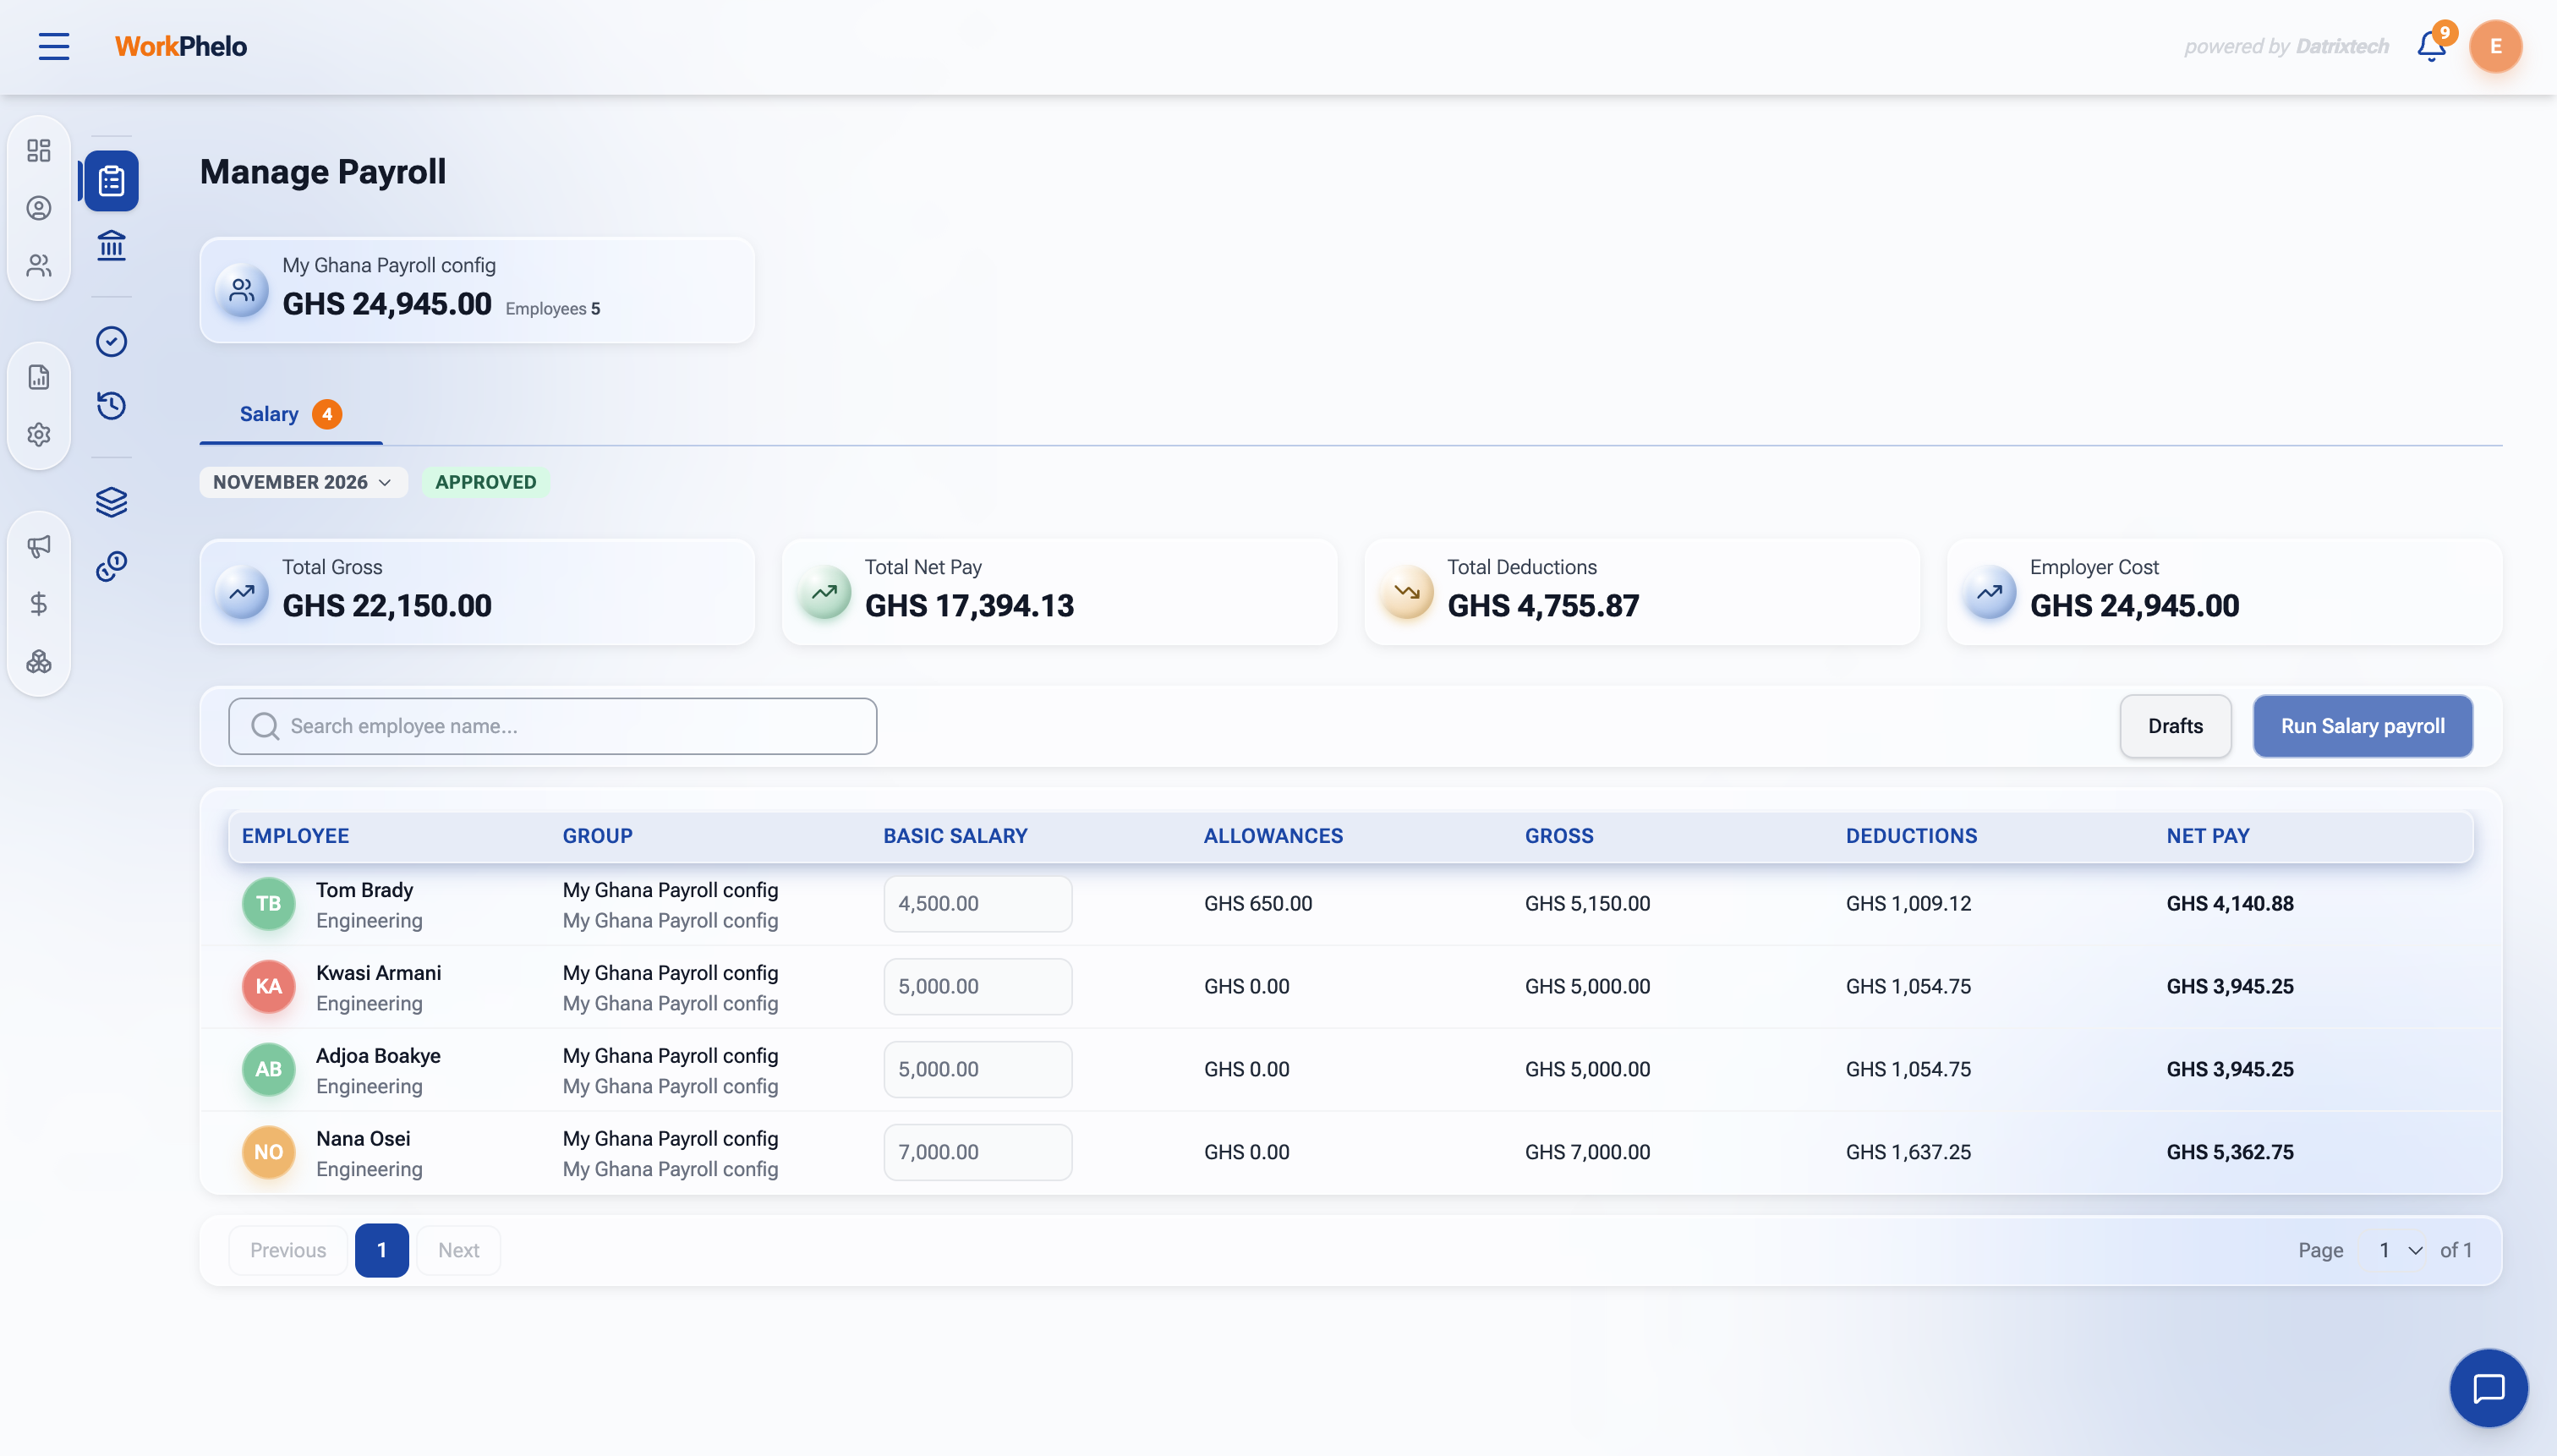 WorkPhelo
powered by Datrixtech
9
E
Manage Payroll
My Ghana Payroll config
GHS 24,945.00 Employees 5
Salary 4
NOVEMBER 2026 APPROVED
Total Gross
GHS 22,150.00
Total Net Pay
GHS 17,394.13
Total Deductions
GHS 4,755.87
Employer Cost
GHS 24,945.00
Search employee name...
Drafts
Run Salary payroll
EMPLOYEE GROUP BASIC SALARY ALLOWANCES GROSS DEDUCTIONS NET PAY
TB Tom Brady My Ghana Payroll config 4,500.00 GHS 650.00 GHS 5,150.00 GHS 1,009.12 GHS 4,140.88
Engineering My Ghana Payroll config
KA Kwasi Armani My Ghana Payroll config 5,000.00 GHS 0.00 GHS 5,000.00 GHS 1,054.75 GHS 3,945.25
Engineering My Ghana Payroll config
AB Adjoa Boakye My Ghana Payroll config 5,000.00 GHS 0.00 GHS 5,000.00 GHS 1,054.75 GHS 3,945.25
Engineering My Ghana Payroll config
NO Nana Osei My Ghana Payroll config 7,000.00 GHS 0.00 GHS 7,000.00 GHS 1,637.25 GHS 5,362.75
Engineering My Ghana Payroll config
Previous 1 Next
Page 1 of 1